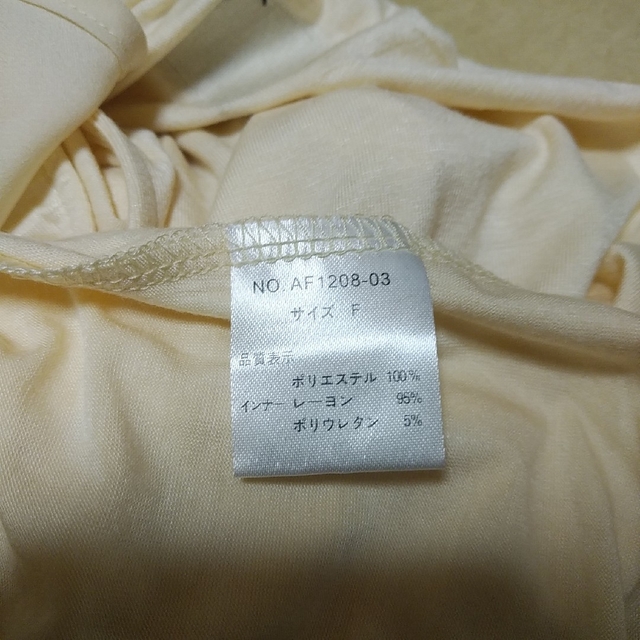 NO. AF1208-03
サイズ F
品質表示
ポリエステル 100%
インナー レーヨン 95%
ポリウレタン 5%